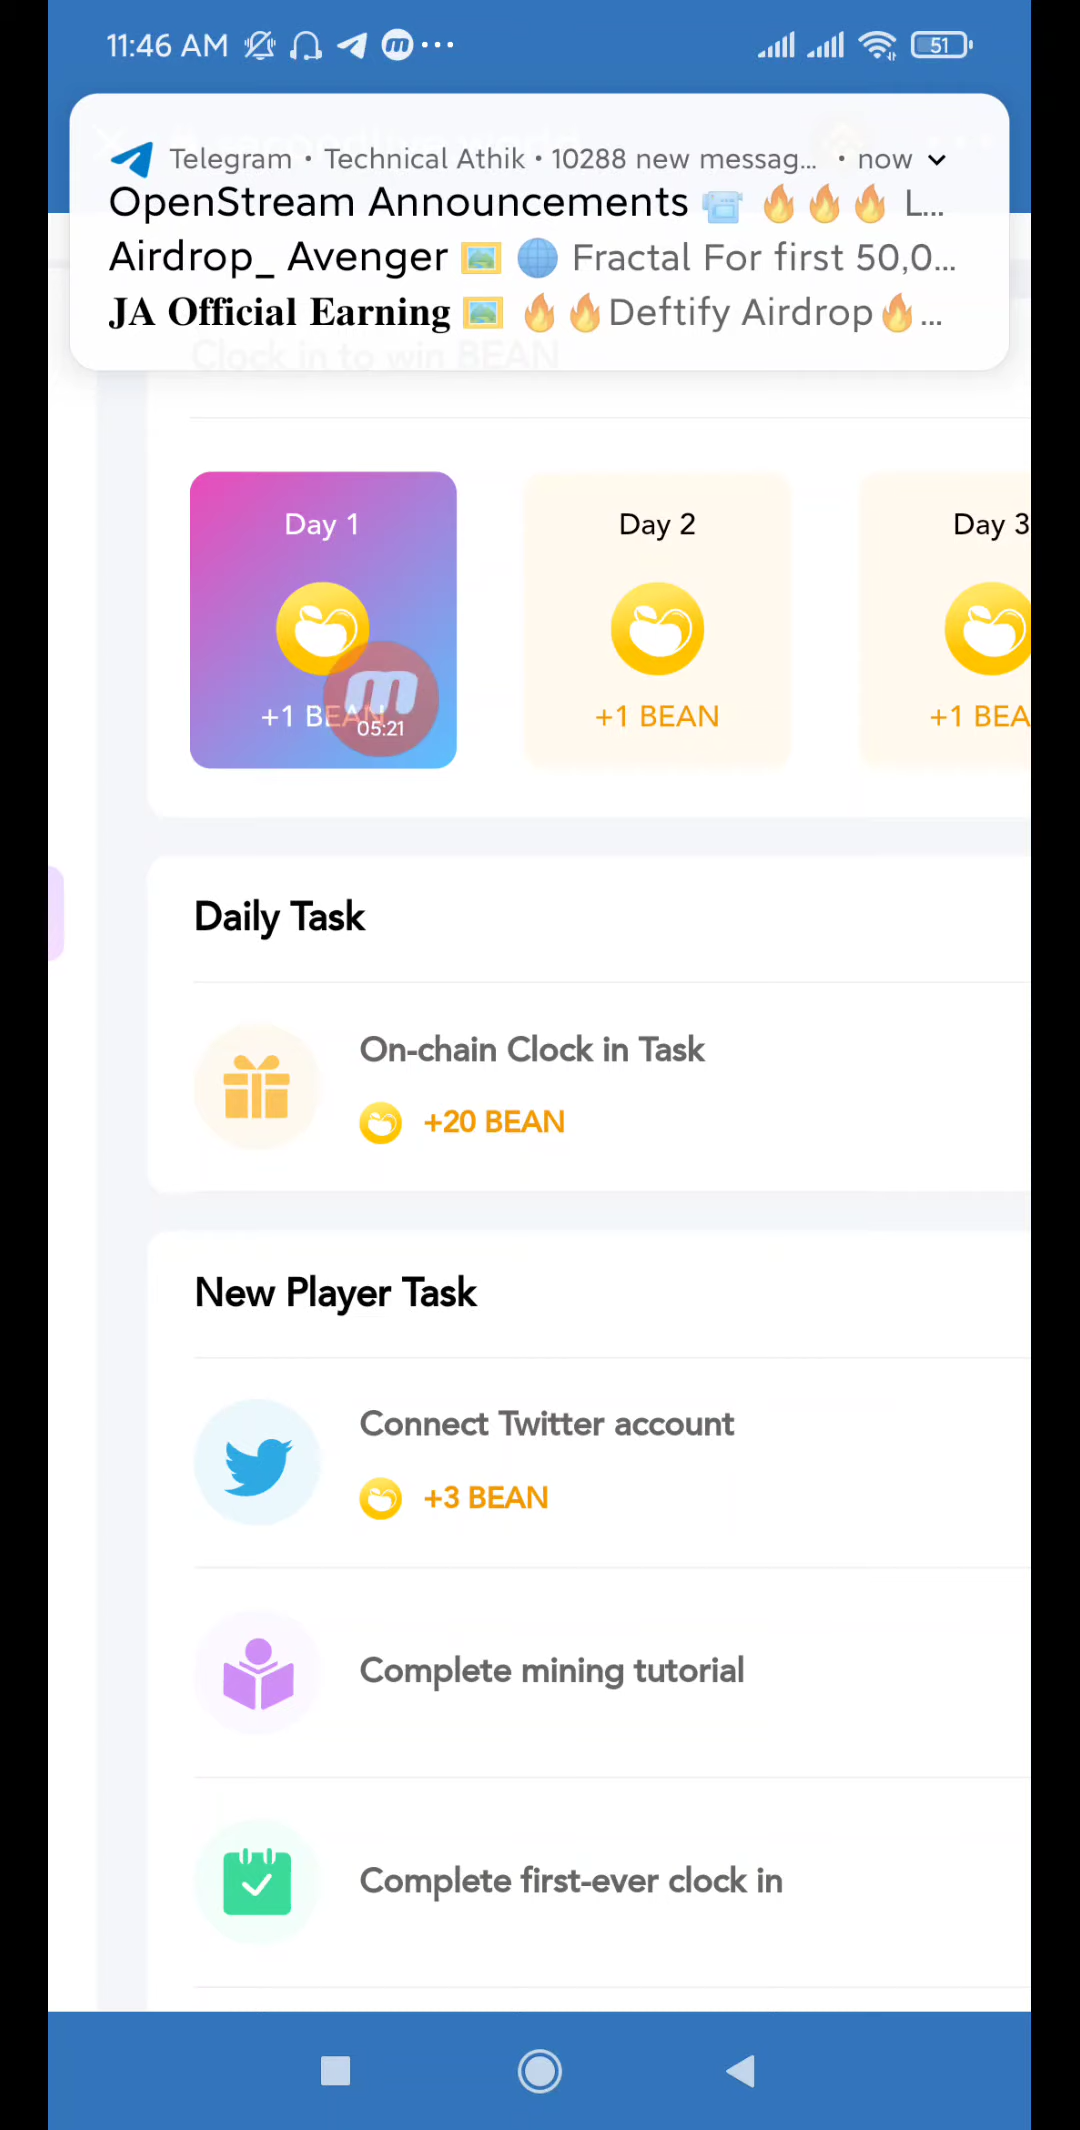 11:46 AM
51
Telegram • Technical Athik • 10288 new messag... • now
OpenStream Announcements 📹 🔥 🔥 🔥 L...
Airdrop_ Avenger 🖼️ 🌐 Fractal For first 50,0...
JA Official Earning 🖼️ 🔥 🔥Deftify Airdrop🔥...
Clock in to win BEAN
Day 1
Day 2
Day 3
+1 BEAN
+1 BEAN
+1 BEA
m
05:21
Daily Task
On-chain Clock in Task
+20 BEAN
New Player Task
Connect Twitter account
+3 BEAN
Complete mining tutorial
Complete first-ever clock in